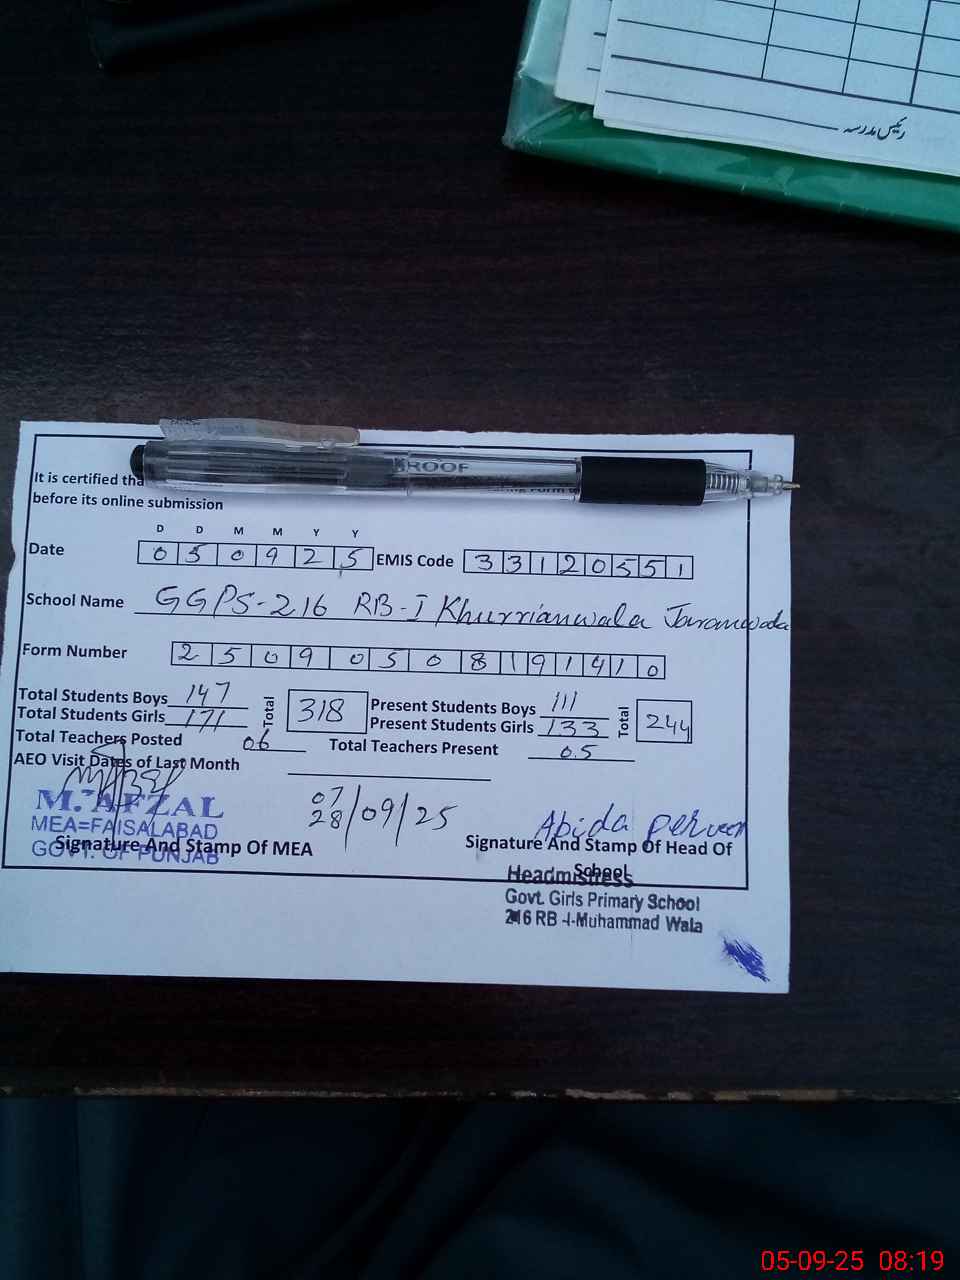 رئیس مدرسہ
ROOF
It is certified tha
before its online submission
D D M M Y Y
Date 0 5 0 9 2 5 EMIS Code 3 3 1 2 0 5 5 1
School Name GGPS-216 RB-I Khurrianwala Jaranwala
Form Number 2 5 0 9 0 5 0 8 1 9 1 4 1 0
Total Students Boys 147 Total 318 Present Students Boys 111 Total 244
Total Students Girls 171 Present Students Girls 133
Total Teachers Posted 06 Total Teachers Present 0.5
AEO Visit Dates of Last Month
07
28/09/25
M. AFZAL
MEA=FAISALABAD
GOVT. OF PUNJAB
Signature And Stamp Of MEA
Abida perveen
Signature And Stamp Of Head Of
School
Headmistress
Govt. Girls Primary School
216 RB -I-Muhammad Wala
05-09-25 08:19